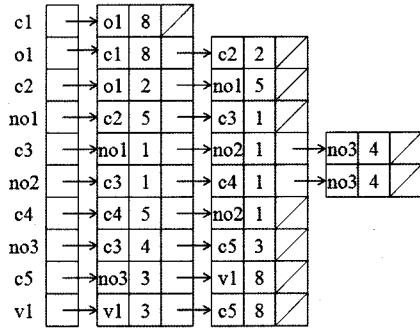 c1 o1 8
o1 c1 8 c2 2
c2 o1 2 no1 5
no1 c2 5 c3 1
c3 no1 1 no2 1 no3 4
no2 c3 1 c4 1 no3 4
c4 c4 5 no2 1
no3 c3 4 c5 3
c5 no3 3 v1 8
v1 v1 3 c5 8